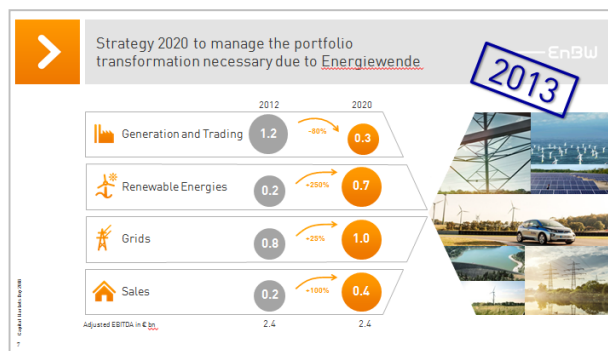 Strategy 2020 to manage the portfolio
transformation necessary due to Energiewende
EnBW
2013
2012 2020
Generation and Trading 1.2 -80% 0.3
Renewable Energies 0.2 +250% 0.7
Grids 0.8 +25% 1.0
Sales 0.2 +100% 0.4
Adjusted EBITDA in € bn 2.4 2.4